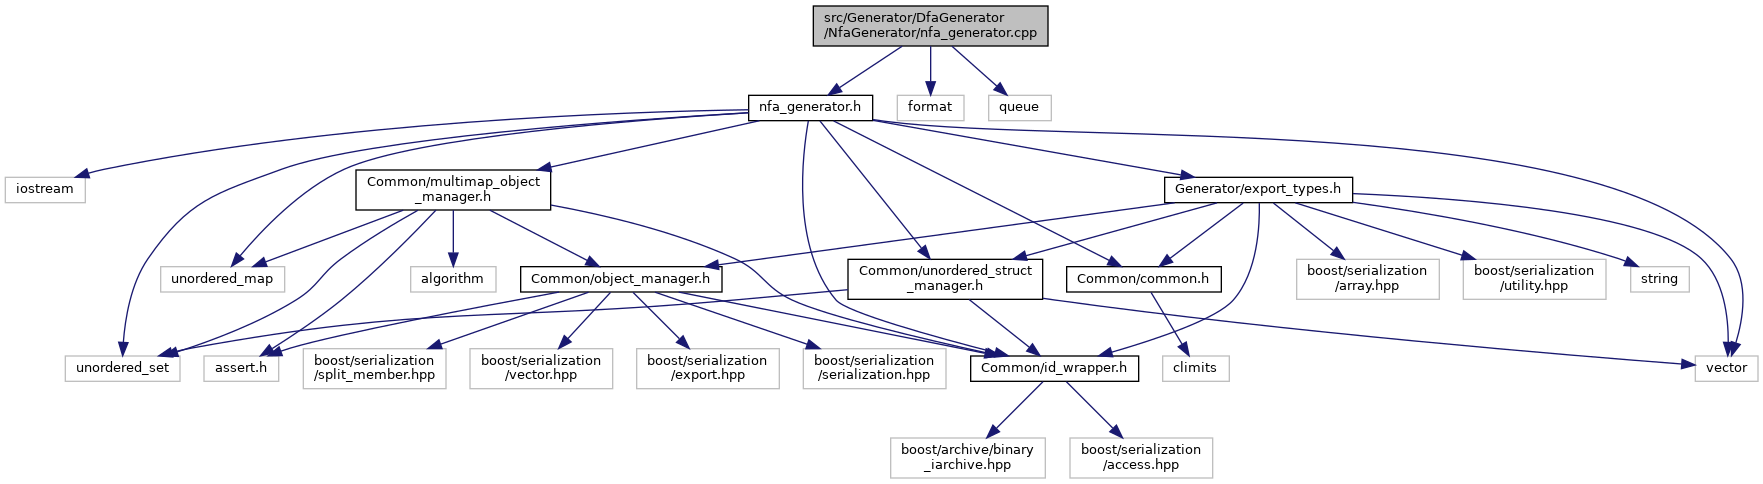 src/Generator/DfaGenerator
/NfaGenerator/nfa_generator.cpp
nfa_generator.h
format
queue
iostream
Common/multimap_object
_manager.h
Generator/export_types.h
unordered_map
algorithm
Common/object_manager.h
Common/unordered_struct
_manager.h
Common/common.h
boost/serialization
/array.hpp
boost/serialization
/utility.hpp
string
unordered_set
assert.h
boost/serialization
/split_member.hpp
boost/serialization
/vector.hpp
boost/serialization
/export.hpp
boost/serialization
/serialization.hpp
Common/id_wrapper.h
climits
vector
boost/archive/binary
_iarchive.hpp
boost/serialization
/access.hpp